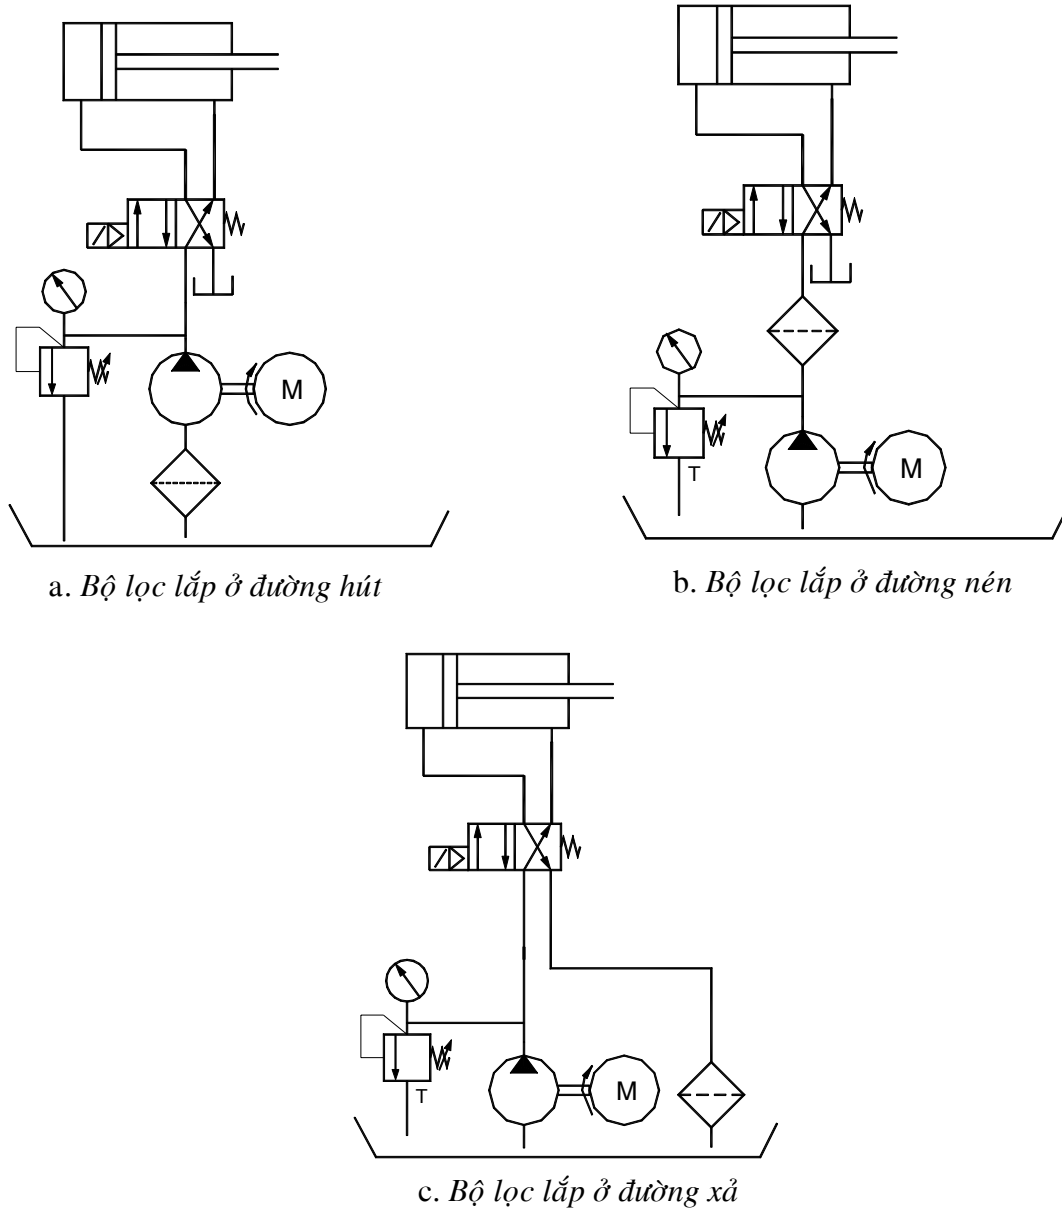 M
a. Bộ lọc lắp ở đường hút
T
M
b. Bộ lọc lắp ở đường nén
T
M
c. Bộ lọc lắp ở đường xả